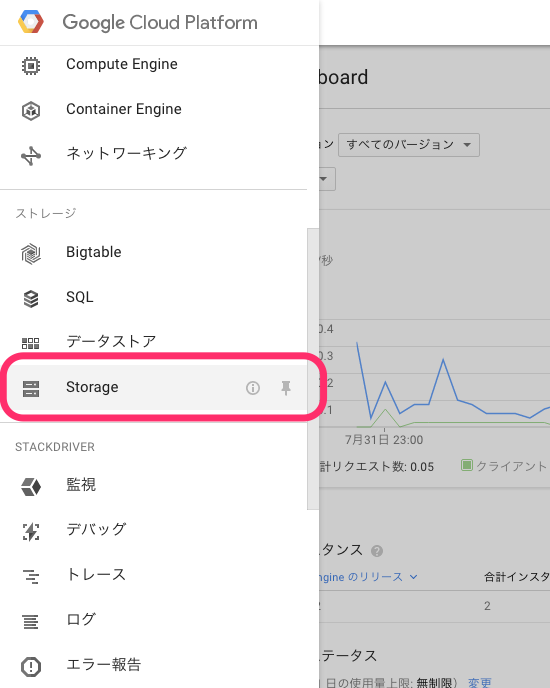 Google Cloud Platform
Compute Engine
Container Engine
ネットワーキング
ストレージ
Bigtable
SQL
データストア
Storage
STACKDRIVER
監視
デバッグ
トレース
ログ
エラー報告
board
ョン すべてのバージョン
/秒
0.4
0.3
0.2
0.1
7月31日 23:00
計リクエスト数: 0.05 クライアント
スタンス ?
ngine のリリース 合計インスタ
2 2
ステータス
1 日の使用量上限: 無制限) 変更